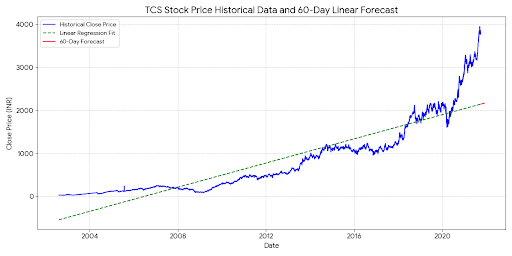 TCS Stock Price Historical Data and 60-Day Linear Forecast
Historical Close Price
Linear Regression Fit
60-Day Forecast
4000
3000
2000
1000
0
Close Price (INR)
2004
2008
2012
2016
2020
Date